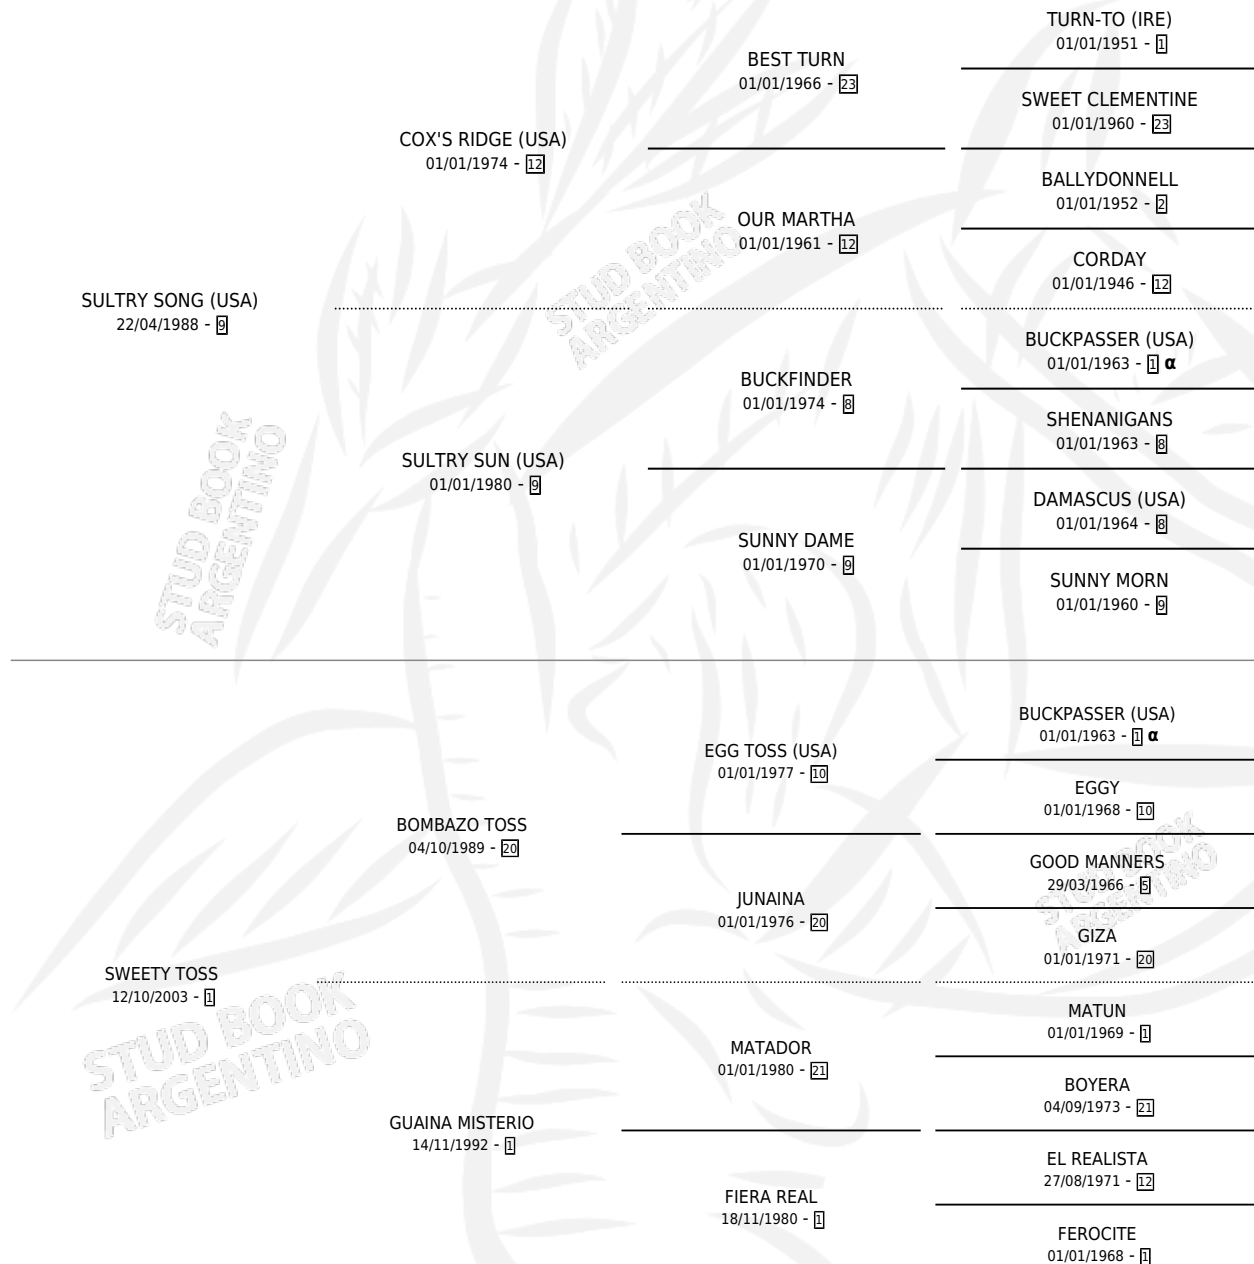 TURN-TO (IRE)
01/01/1951 - 1
BEST TURN
01/01/1966 - 23
SWEET CLEMENTINE
01/01/1960 - 23
COX'S RIDGE (USA)
01/01/1974 - 12
BALLYDONNELL
01/01/1952 - 2
OUR MARTHA
01/01/1961 - 12
CORDAY
01/01/1946 - 12
SULTRY SONG (USA)
22/04/1988 - 9
BUCKPASSER (USA)
01/01/1963 - 1 α
BUCKFINDER
01/01/1974 - 8
SHENANIGANS
01/01/1963 - 8
SULTRY SUN (USA)
01/01/1980 - 9
DAMASCUS (USA)
01/01/1964 - 8
SUNNY DAME
01/01/1970 - 9
SUNNY MORN
01/01/1960 - 9
BUCKPASSER (USA)
01/01/1963 - 1 α
EGG TOSS (USA)
01/01/1977 - 10
EGGY
01/01/1968 - 10
BOMBAZO TOSS
04/10/1989 - 20
GOOD MANNERS
29/03/1966 - 5
JUNAINA
01/01/1976 - 20
GIZA
01/01/1971 - 20
SWEETY TOSS
12/10/2003 - 1
MATUN
01/01/1969 - 1
MATADOR
01/01/1980 - 21
BOYERA
04/09/1973 - 21
GUAINA MISTERIO
14/11/1992 - 1
EL REALISTA
27/08/1971 - 12
FIERA REAL
18/11/1980 - 1
FEROCITE
01/01/1968 - 1
STUD BOOK
ARGENTINO
STUD BOOK
ARGENTINO
STUD BOOK
ARGENTINO
STUD BOOK
ARGENTINO